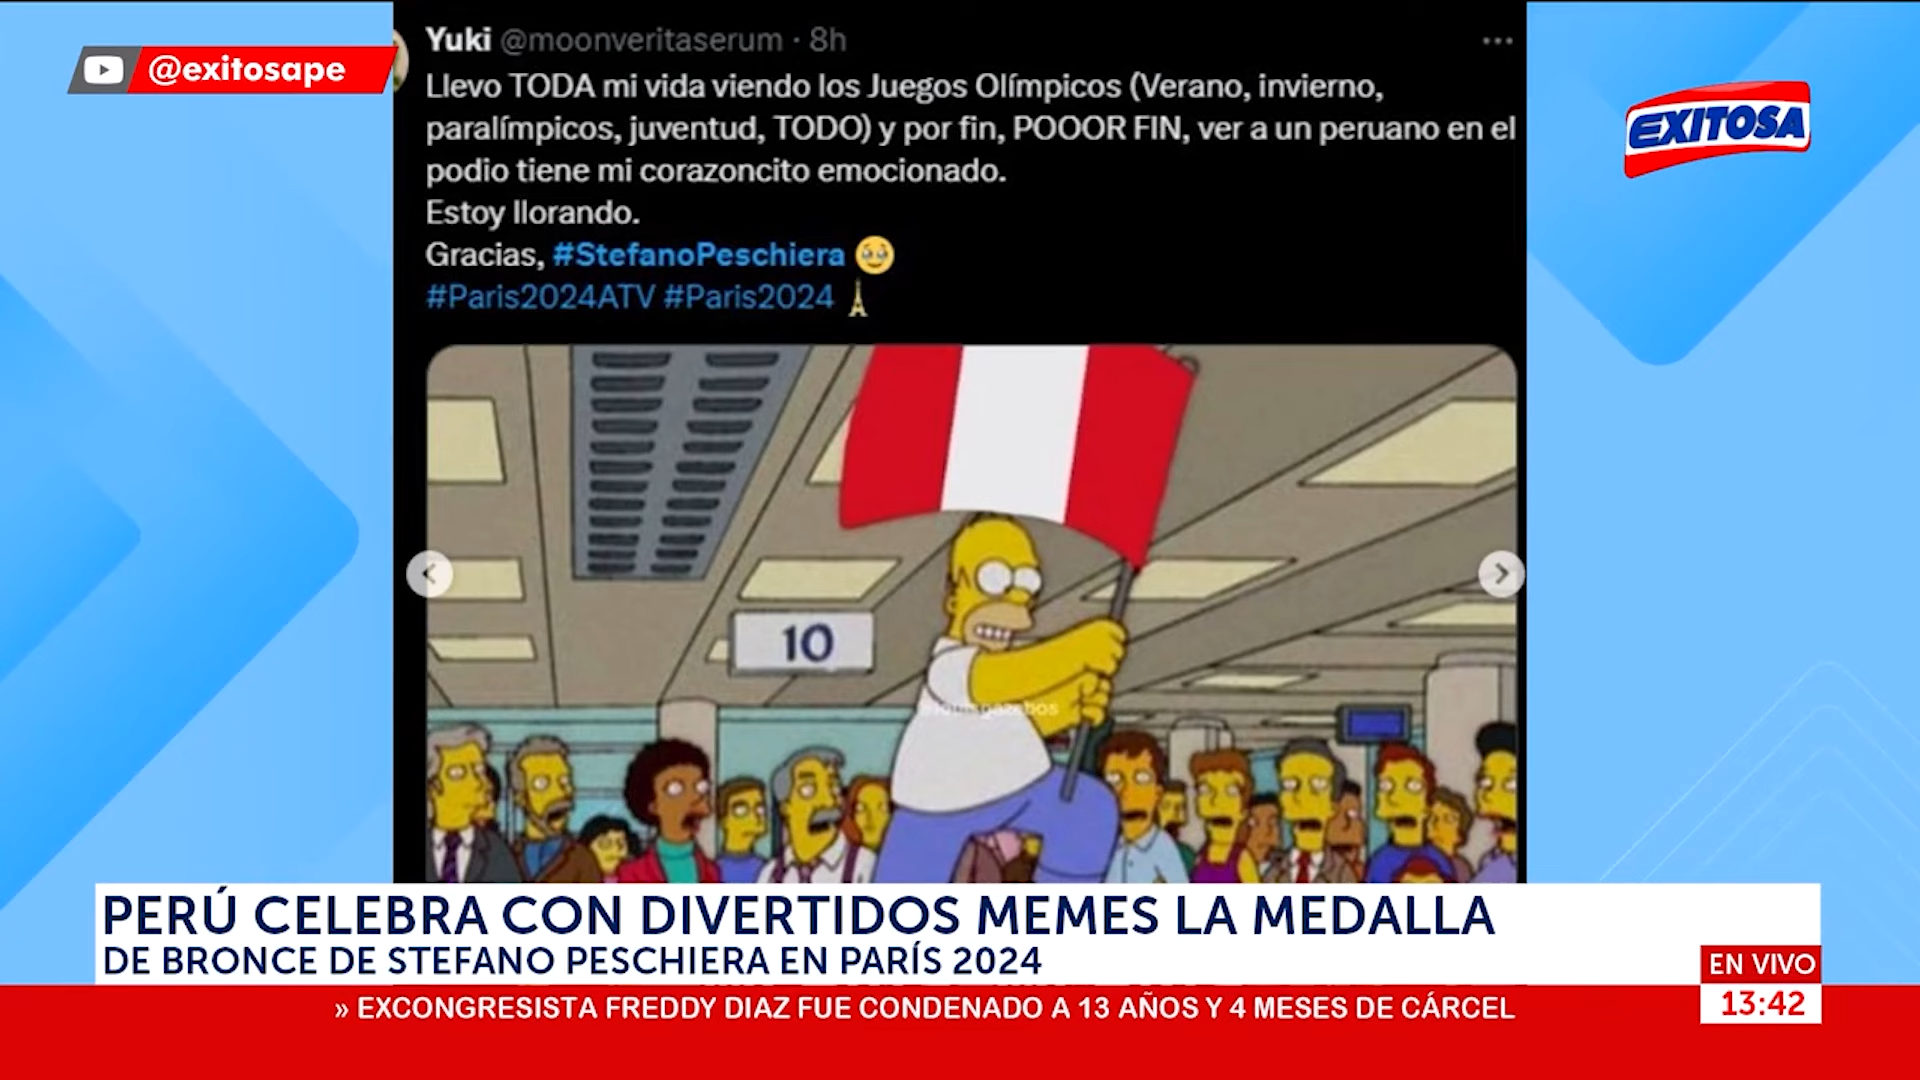 @exitosape
EXITOSA
Yuki @moonveritaserum · 8h
Llevo TODA mi vida viendo los Juegos Olímpicos (Verano, invierno,
paralímpicos, juventud, TODO) y por fin, POOOR FIN, ver a un peruano en el
podio tiene mi corazoncito emocionado.
Estoy llorando.
Gracias, #StefanoPeschiera 🥹
#Paris2024ATV #Paris2024
10
PERÚ CELEBRA CON DIVERTIDOS MEMES LA MEDALLA
DE BRONCE DE STEFANO PESCHIERA EN PARÍS 2024
EN VIVO
13:42
» EXCONGRESISTA FREDDY DIAZ FUE CONDENADO A 13 AÑOS Y 4 MESES DE CÁRCEL